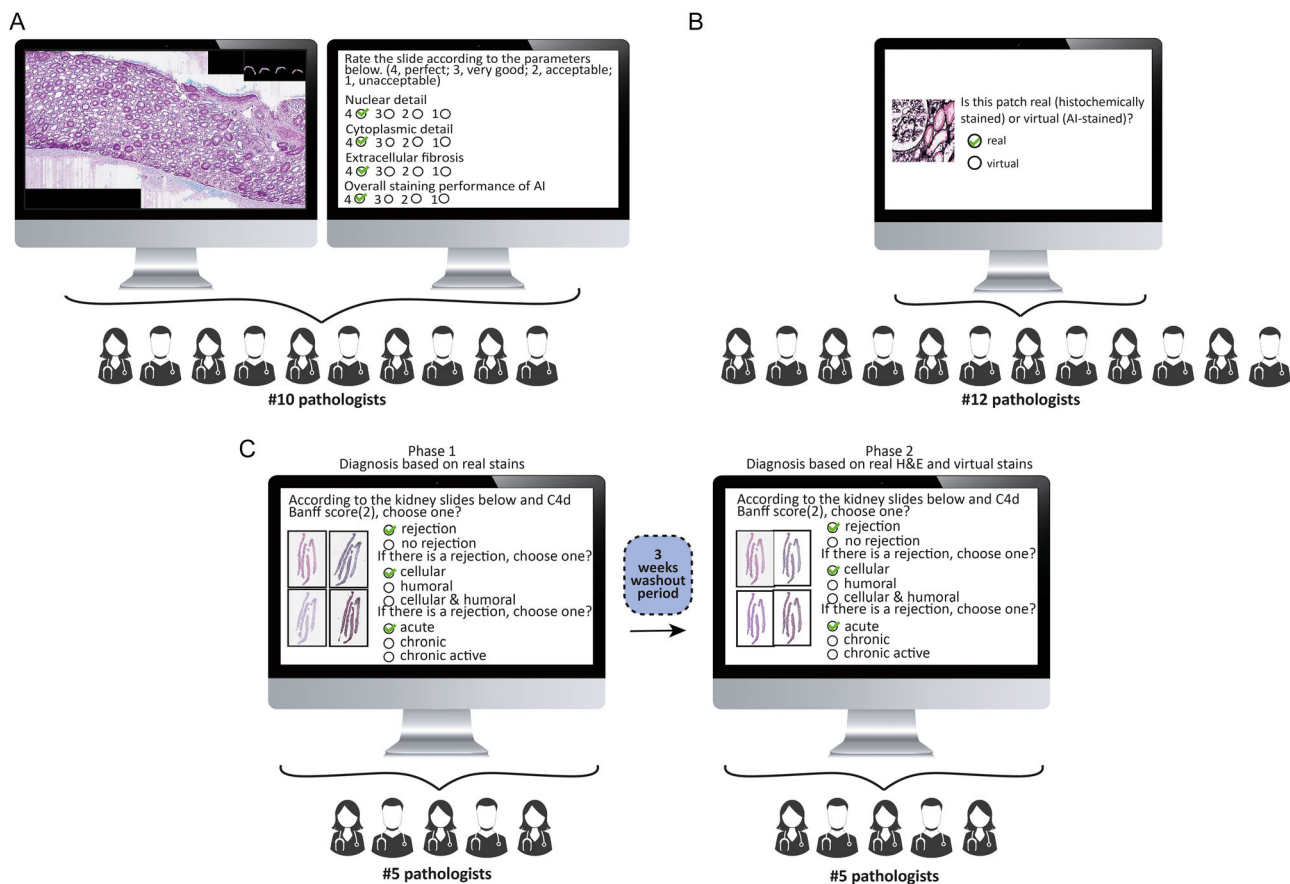 A
Rate the slide according to the parameters
below. (4, perfect; 3, very good; 2, acceptable;
1, unacceptable)
Nuclear detail
4 3 2 1
Cytoplasmic detail
4 3 2 1
Extracellular fibrosis
4 3 2 1
Overall staining performance of AI
4 3 2 1
#10 pathologists
B
Is this patch real (histochemically
stained) or virtual (AI-stained)?
real
virtual
#12 pathologists
C
Phase 1
Diagnosis based on real stains
According to the kidney slides below and C4d
Banff score(2), choose one?
rejection
no rejection
If there is a rejection, choose one?
cellular
humoral
cellular & humoral
If there is a rejection, choose one?
acute
chronic
chronic active
#5 pathologists
3
weeks
washout
period
Phase 2
Diagnosis based on real H&E and virtual stains
According to the kidney slides below and C4d
Banff score(2), choose one?
rejection
no rejection
If there is a rejection, choose one?
cellular
humoral
cellular & humoral
If there is a rejection, choose one?
acute
chronic
chronic active
#5 pathologists